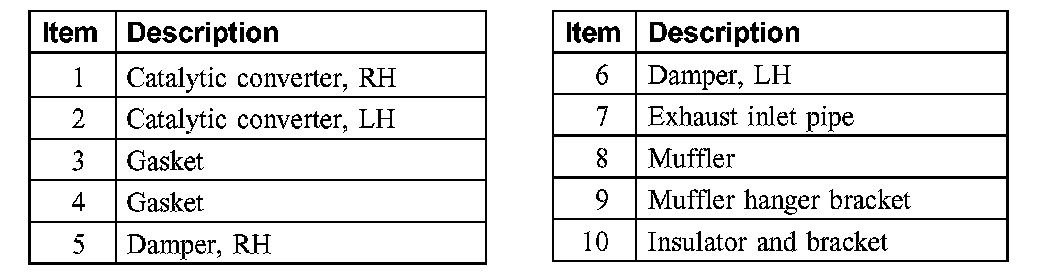 Item Description
1 Catalytic converter, RH
2 Catalytic converter, LH
3 Gasket
4 Gasket
5 Damper, RH
Item Description
6 Damper, LH
7 Exhaust inlet pipe
8 Muffler
9 Muffler hanger bracket
10 Insulator and bracket